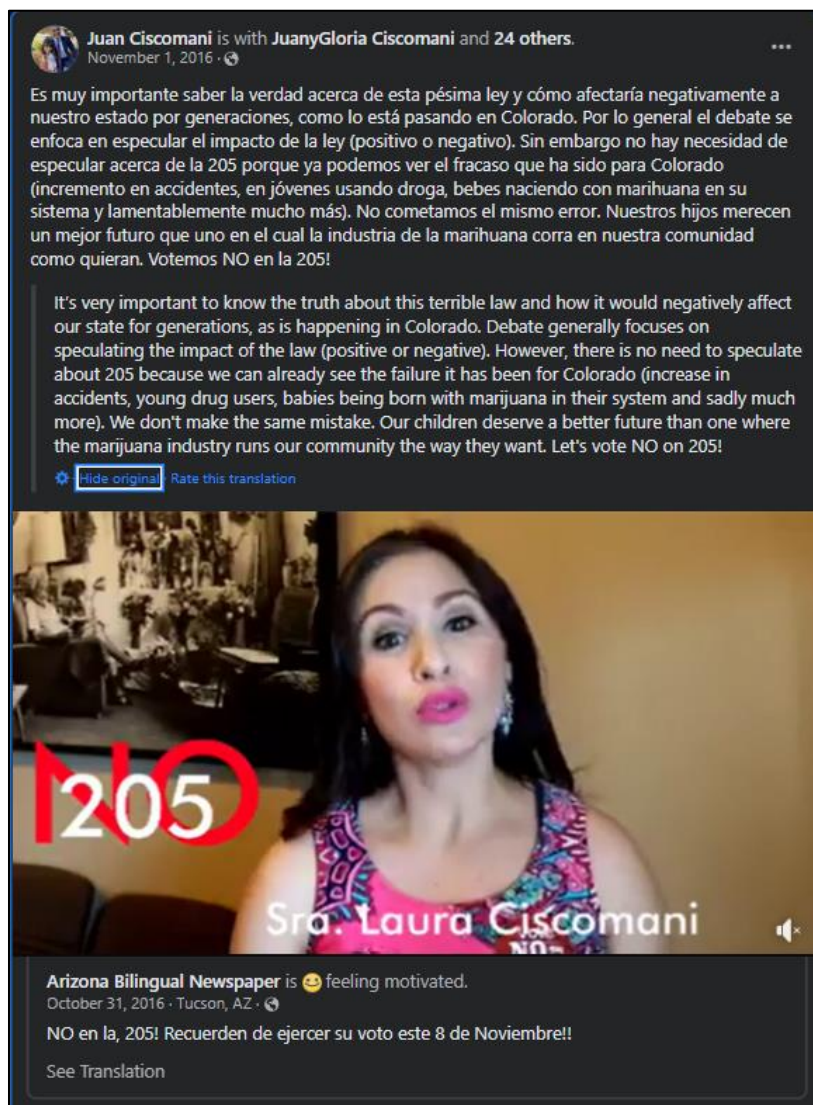 Juan Ciscomani is with JuanyGloria Ciscomani and 24 others.
November 1, 2016 ·
Es muy importante saber la verdad acerca de esta pésima ley y cómo afectaría negativamente a
nuestro estado por generaciones, como lo está pasando en Colorado. Por lo general el debate se
enfoca en especular el impacto de la ley (positivo o negativo). Sin embargo no hay necesidad de
especular acerca de la 205 porque ya podemos ver el fracaso que ha sido para Colorado
(incremento en accidentes, en jóvenes usando droga, bebes naciendo con marihuana en su
sistema y lamentablemente mucho más). No cometamos el mismo error. Nuestros hijos merecen
un mejor futuro que uno en el cual la industria de la marihuana corra en nuestra comunidad
como quieran. Votemos NO en la 205!
It's very important to know the truth about this terrible law and how it would negatively affect
our state for generations, as is happening in Colorado. Debate generally focuses on
speculating the impact of the law (positive or negative). However, there is no need to speculate
about 205 because we can already see the failure it has been for Colorado (increase in
accidents, young drug users, babies being born with marijuana in their system and sadly much
more). We don't make the same mistake. Our children deserve a better future than one where
the marijuana industry runs our community the way they want. Let's vote NO on 205!
Hide original · Rate this translation
NO
205
Sra. Laura Ciscomani
NO
Arizona Bilingual Newspaper is feeling motivated.
October 31, 2016 · Tucson, AZ ·
NO en la, 205! Recuerden de ejercer su voto este 8 de Noviembre!!
See Translation